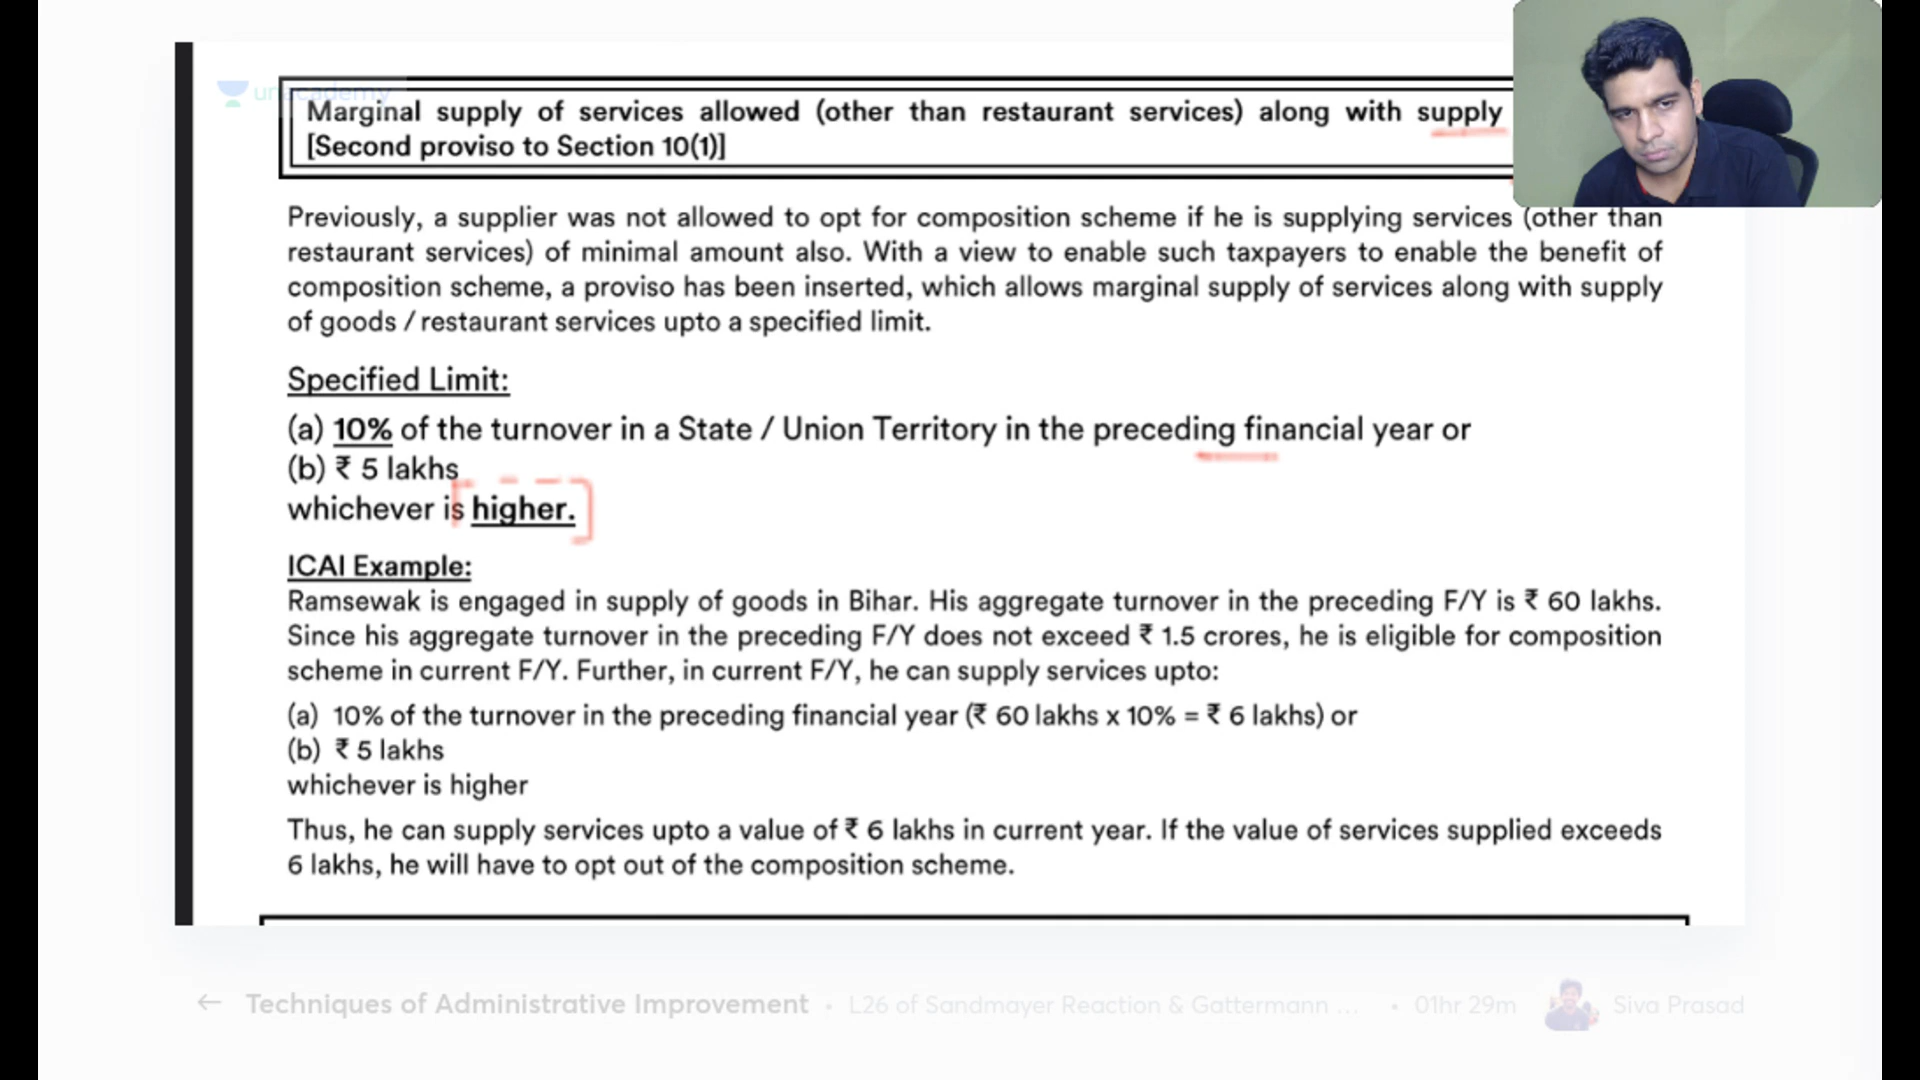 unacademy
Marginal supply of services allowed (other than restaurant services) along with supply
[Second proviso to Section 10(1)]
Previously, a supplier was not allowed to opt for composition scheme if he is supplying services (other than
restaurant services) of minimal amount also. With a view to enable such taxpayers to enable the benefit of
composition scheme, a proviso has been inserted, which allows marginal supply of services along with supply
of goods / restaurant services upto a specified limit.
Specified Limit:
(a) 10% of the turnover in a State / Union Territory in the preceding financial year or
(b) ₹ 5 lakhs
whichever is higher.
ICAI Example:
Ramsewak is engaged in supply of goods in Bihar. His aggregate turnover in the preceding F/Y is ₹ 60 lakhs.
Since his aggregate turnover in the preceding F/Y does not exceed ₹ 1.5 crores, he is eligible for composition
scheme in current F/Y. Further, in current F/Y, he can supply services upto:
(a) 10% of the turnover in the preceding financial year (₹ 60 lakhs x 10% = ₹ 6 lakhs) or
(b) ₹ 5 lakhs
whichever is higher
Thus, he can supply services upto a value of ₹ 6 lakhs in current year. If the value of services supplied exceeds
6 lakhs, he will have to opt out of the composition scheme.
← Techniques of Administrative Improvement • L26 of Sandmayer Reaction & Gattermann ... • 01hr 29m Siva Prasad